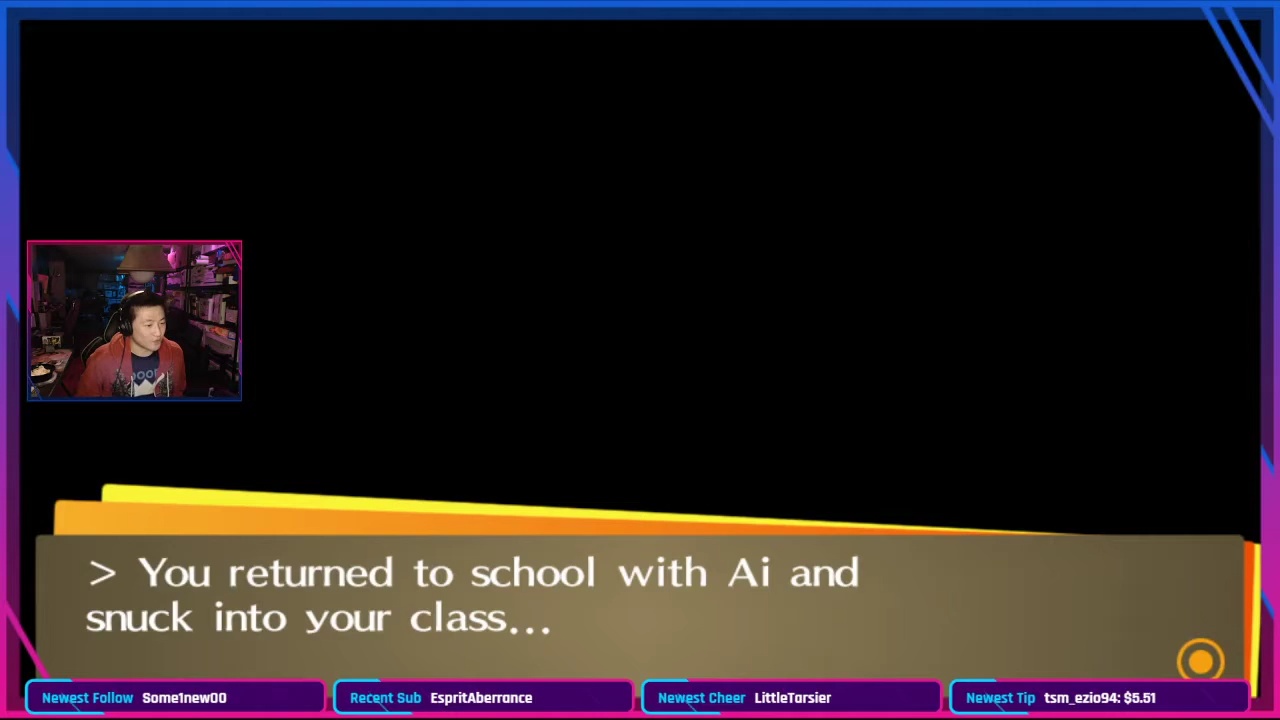 > You returned to school with Ai and
snuck into your class...
Newest Follow Some1new00
Recent Sub EspritAberrance
Newest Cheer LittleTorsier
Newest Tip tsm_ezio94: $5.51